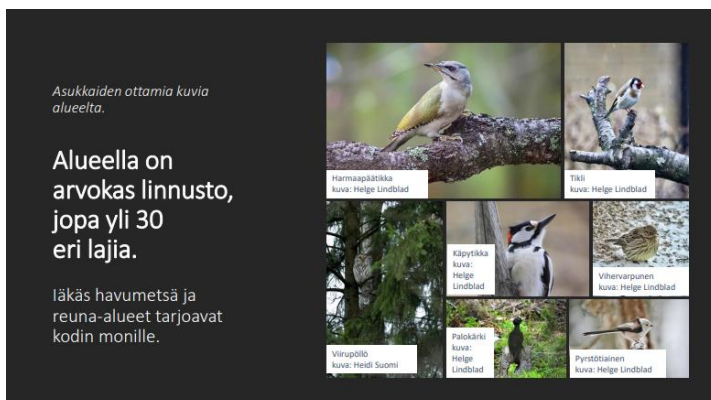 Asukkaiden ottamia kuvia
alueelta.
Alueella on
arvokas linnusto,
jopa yli 30
eri lajia.
Iäkäs havumetsä ja
reuna-alueet tarjoavat
kodin monille.
Harmaapäätikka
kuva: Helge Lindblad
Tikli
kuva: Helge Lindblad
Käpytikka
kuva:
Helge
Lindblad
Vihervarpunen
kuva: Helge Lindblad
Viirupöllö
kuva: Heidi Suomi
Palokärki
kuva:
Helge
Lindblad
Pyrstötiainen
kuva: Helge Lindblad